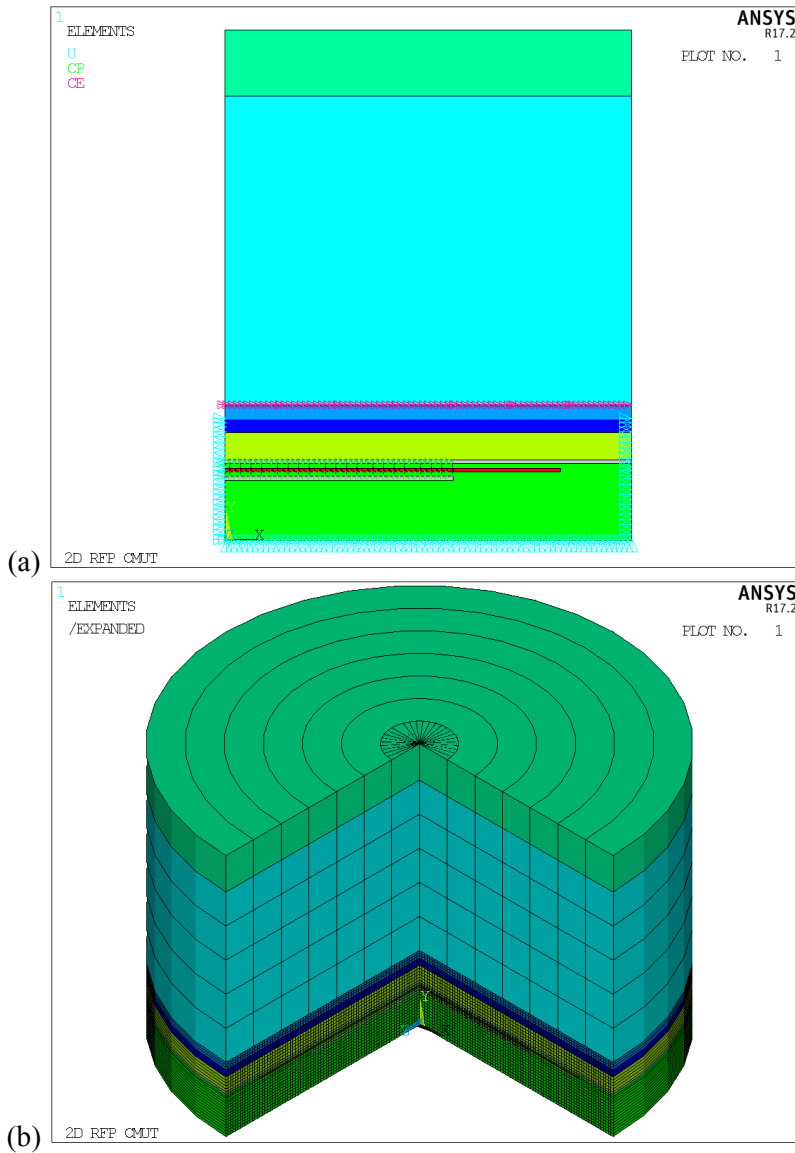 1
ELEMENTS
U
CP
CE
ANSYS
R17.2
PLOT NO. 1
Y
X
2D RFP CMUT
(a)
1
ELEMENTS
/EXPANDED
ANSYS
R17.2
PLOT NO. 1
Y
Z
X
2D RFP CMUT
(b)